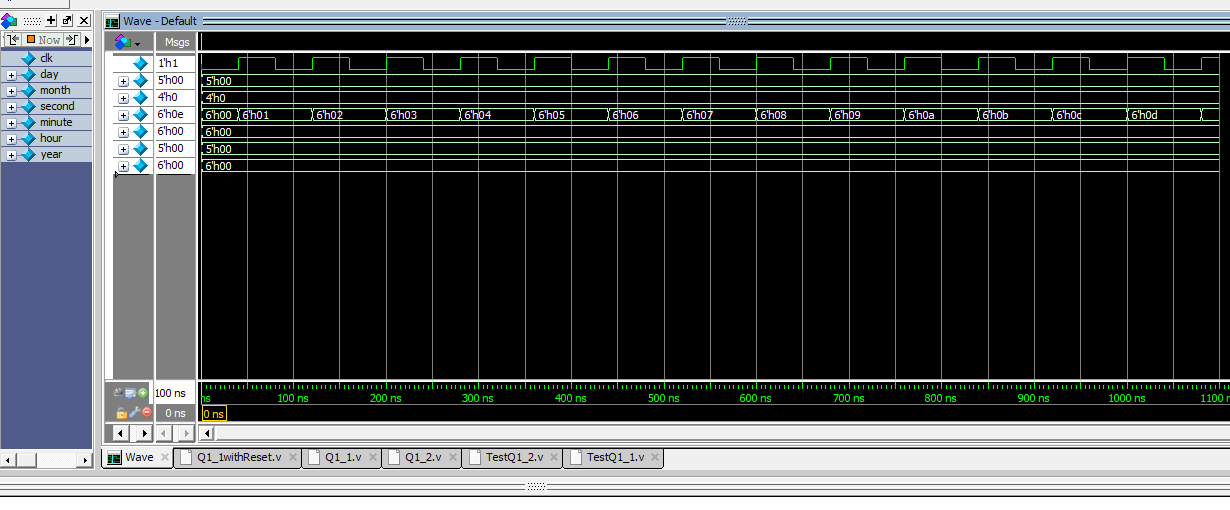 Wave - Default
Now
Msgs
clk
day
month
second
minute
hour
year
1'h1
5'h00 5'h00
4'h0 4'h0
6'h0e 6'h00 6'h01 6'h02 6'h03 6'h04 6'h05 6'h06 6'h07 6'h08 6'h09 6'h0a 6'h0b 6'h0c 6'h0d
6'h00 6'h00
5'h00 5'h00
6'h00 6'h00
100 ns ns 100 ns 200 ns 300 ns 400 ns 500 ns 600 ns 700 ns 800 ns 900 ns 1000 ns 1100 n
0 ns 0 ns
Wave Q1_1withReset.v Q1_1.v Q1_2.v TestQ1_2.v TestQ1_1.v